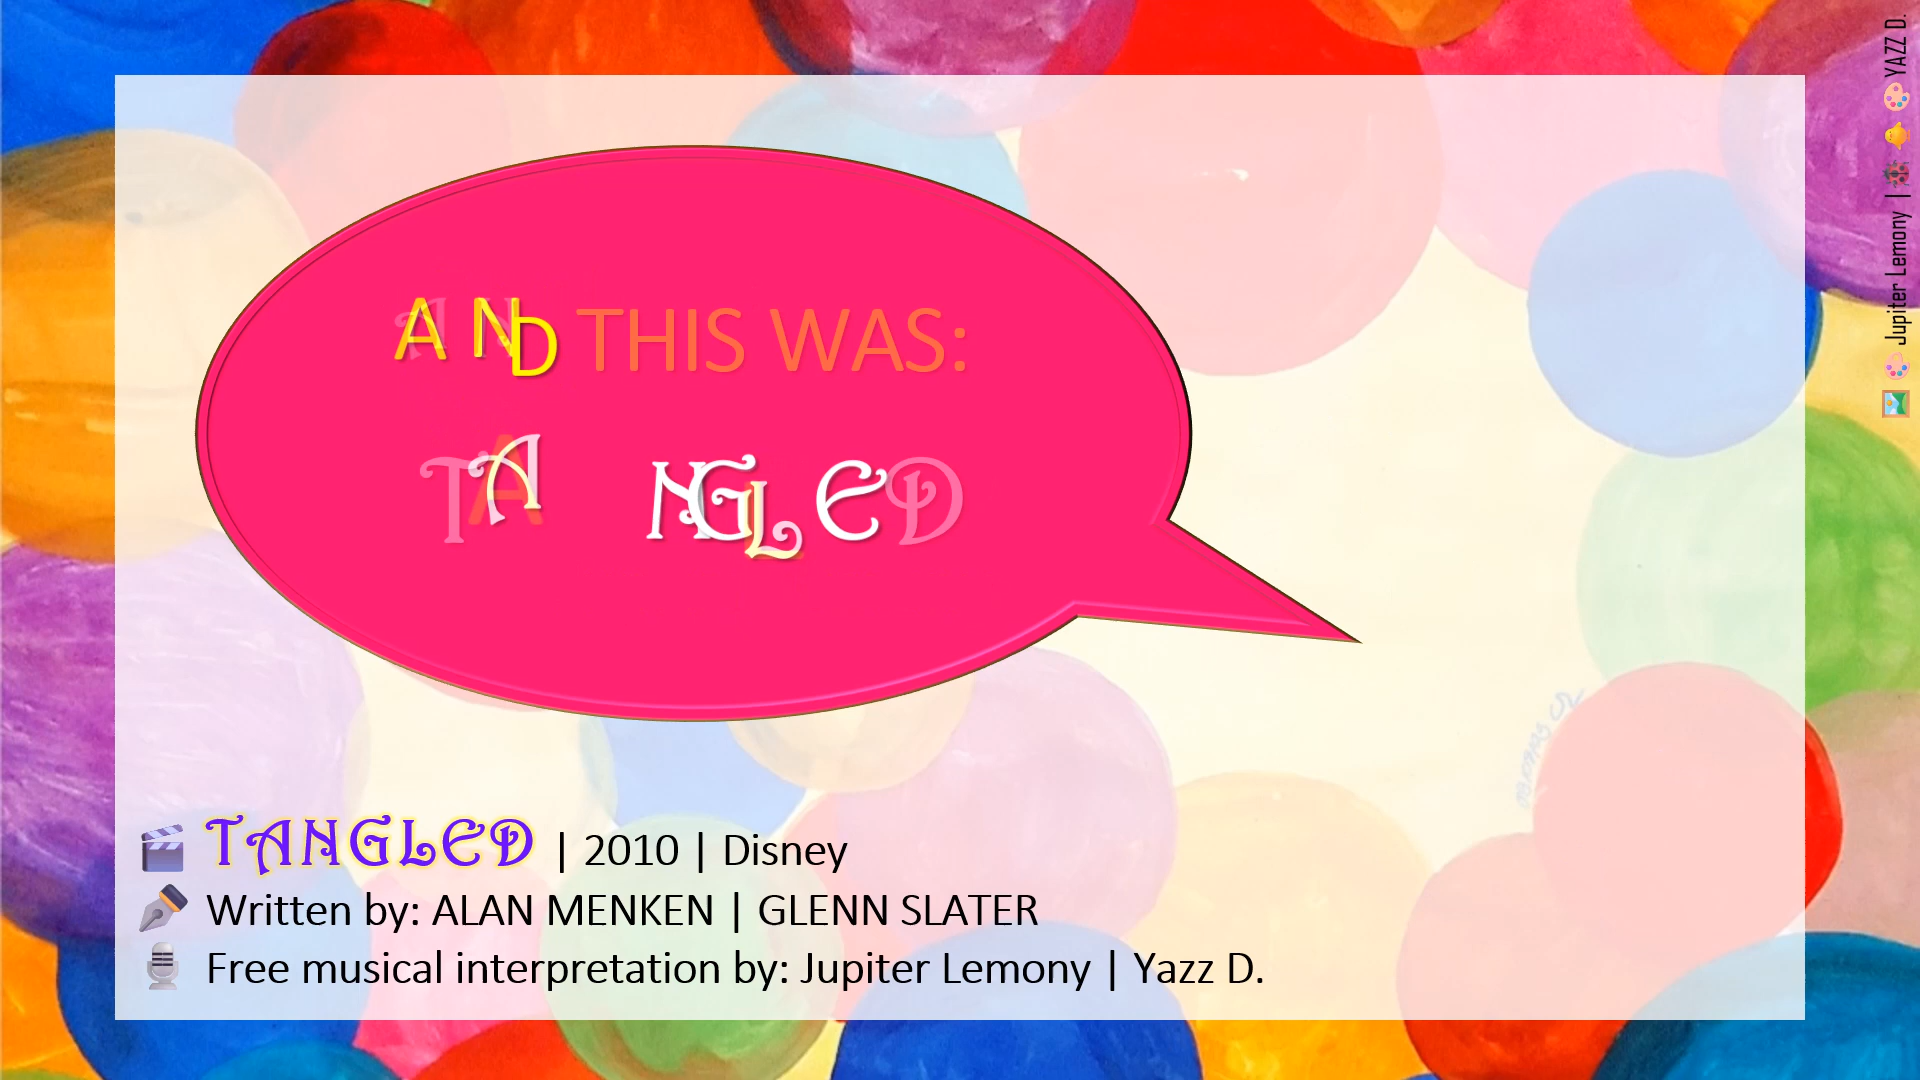 AND THIS WAS:
TANGLED
TANGLED | 2010 | Disney
Written by: ALAN MENKEN | GLENN SLATER
Free musical interpretation by: Jupiter Lemony | Yazz D.
Jupiter Lemony | YAZZ D.